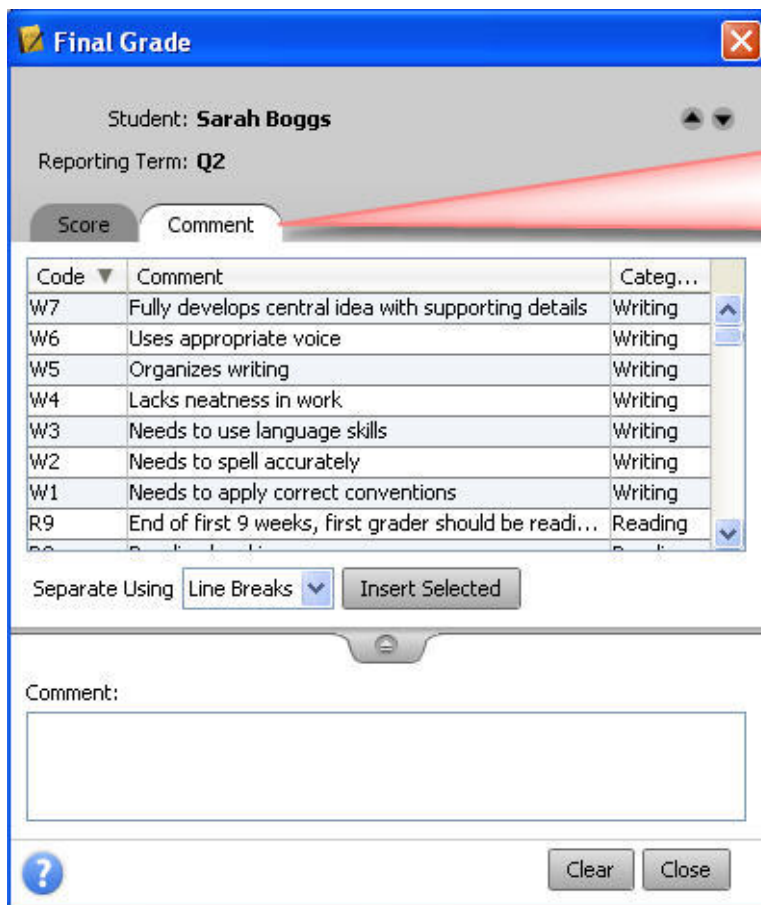 Final Grade
Student: Sarah Boggs
Reporting Term: Q2
Score Comment
Code Comment Categ...
W7 Fully develops central idea with supporting details Writing
W6 Uses appropriate voice Writing
W5 Organizes writing Writing
W4 Lacks neatness in work Writing
W3 Needs to use language skills Writing
W2 Needs to spell accurately Writing
W1 Needs to apply correct conventions Writing
R9 End of first 9 weeks, first grader should be readi... Reading
Separate Using Line Breaks Insert Selected
Comment:
? Clear Close